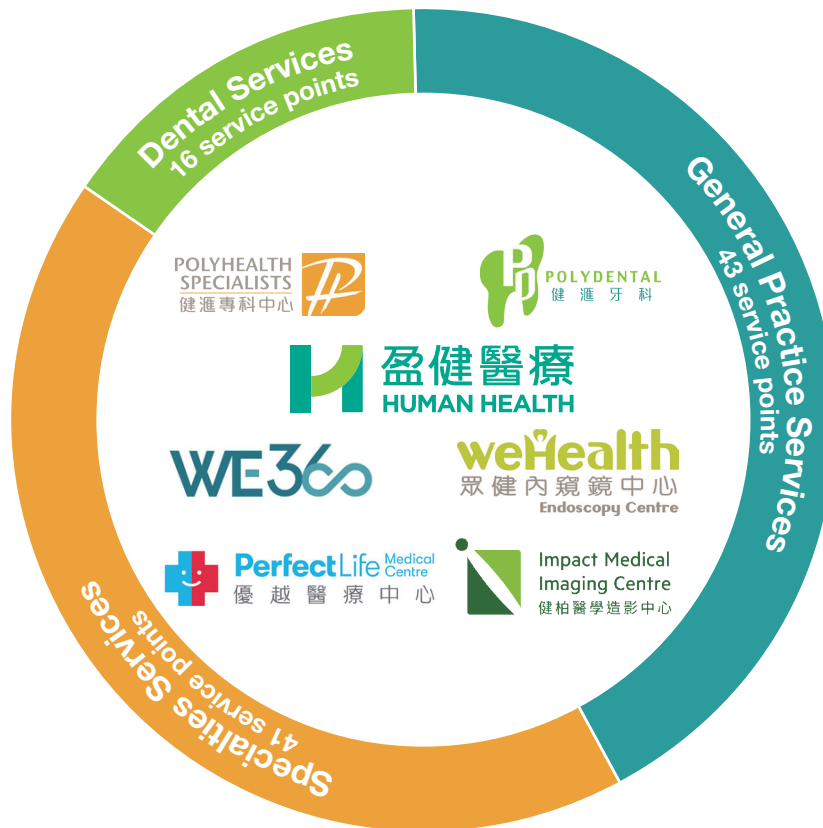 Dental Services
16 service points
General Practice Services
43 service points
POLYHEALTH
SPECIALISTS
健滙專科中心
PD
POLYDENTAL
健滙牙科
盈健醫療
HUMAN HEALTH
WE360
weHealth
眾健內窺鏡中心
Endoscopy Centre
PerfectLife Medical Centre
優越醫療中心
Impact Medical
Imaging Centre
健柏醫學造影中心
Specialties Services
41 service points